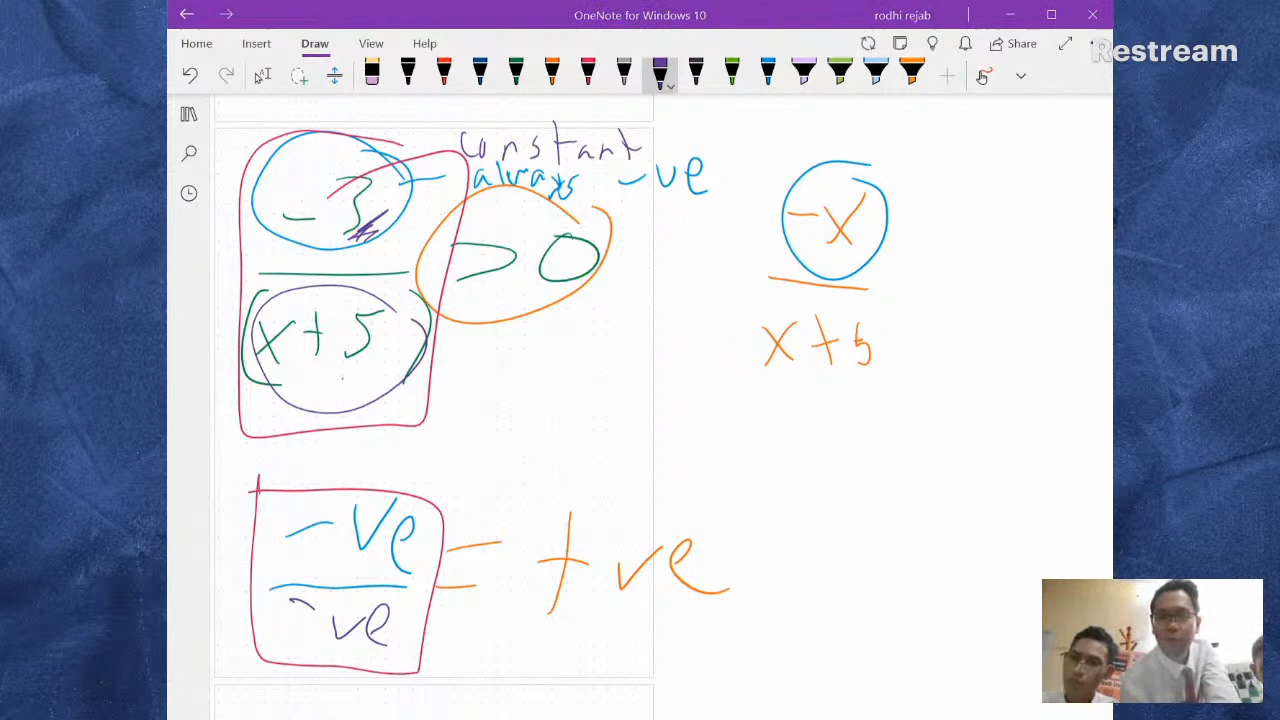 OneNote for Windows 10
rodhi rejab
Home Insert Draw View Help
Share
Restream
constant
always -ve
-3
> 0
(x+5)
-x
x+5
-ve
-ve
= +ve